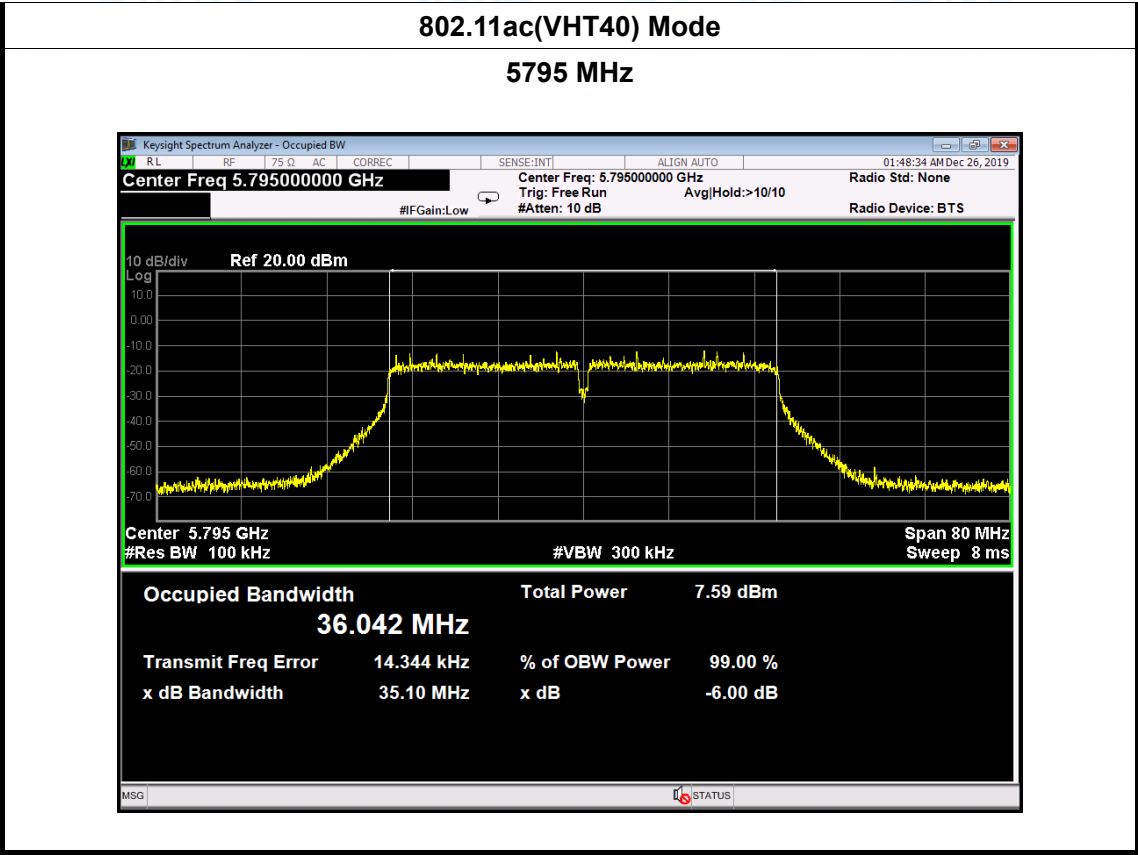 802.11ac(VHT40) Mode
5795 MHz
Keysight Spectrum Analyzer - Occupied BW
LXI RL RF 75 Ω AC CORREC SENSE:INT ALIGN AUTO 01:48:34 AM Dec 26, 2019
Center Freq 5.795000000 GHz Center Freq: 5.795000000 GHz Radio Std: None
Trig: Free Run Avg|Hold:>10/10
#IFGain:Low #Atten: 10 dB Radio Device: BTS
10 dB/div Ref 20.00 dBm
Log
10.0
0.00
-10.0
-20.0
-30.0
-40.0
-50.0
-60.0
-70.0
Center 5.795 GHz Span 80 MHz
#Res BW 100 kHz #VBW 300 kHz Sweep 8 ms
Occupied Bandwidth Total Power 7.59 dBm
36.042 MHz
Transmit Freq Error 14.344 kHz % of OBW Power 99.00 %
x dB Bandwidth 35.10 MHz x dB -6.00 dB
MSG STATUS